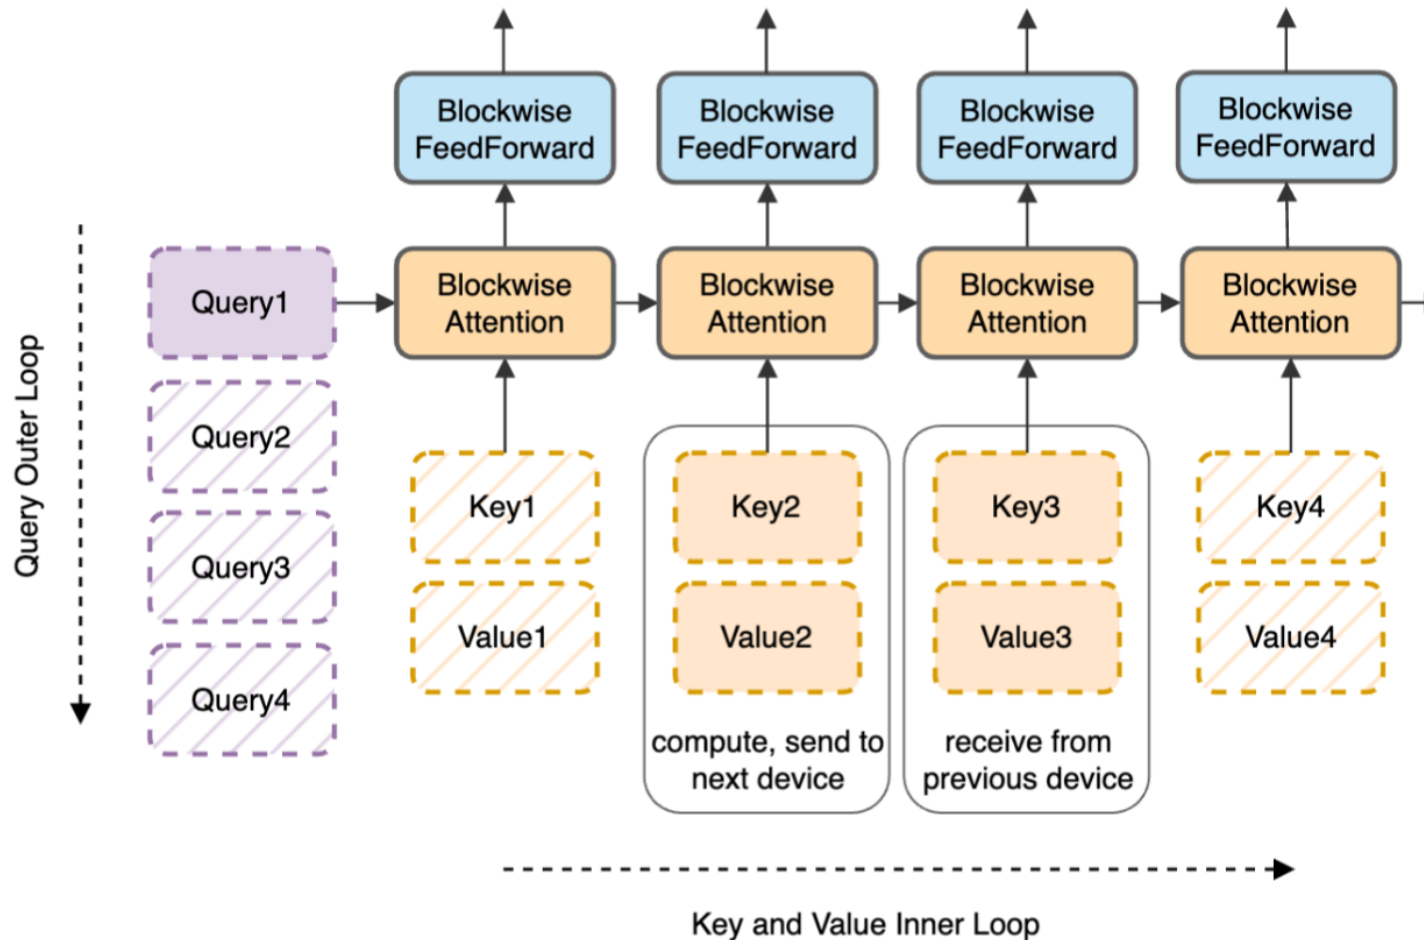 Blockwise
FeedForward
Blockwise
FeedForward
Blockwise
FeedForward
Blockwise
FeedForward
Query Outer Loop
Query1
Blockwise
Attention
Blockwise
Attention
Blockwise
Attention
Blockwise
Attention
Query2
Query3
Query4
Key1
Value1
Key2
Value2
compute, send to
next device
Key3
Value3
receive from
previous device
Key4
Value4
Key and Value Inner Loop